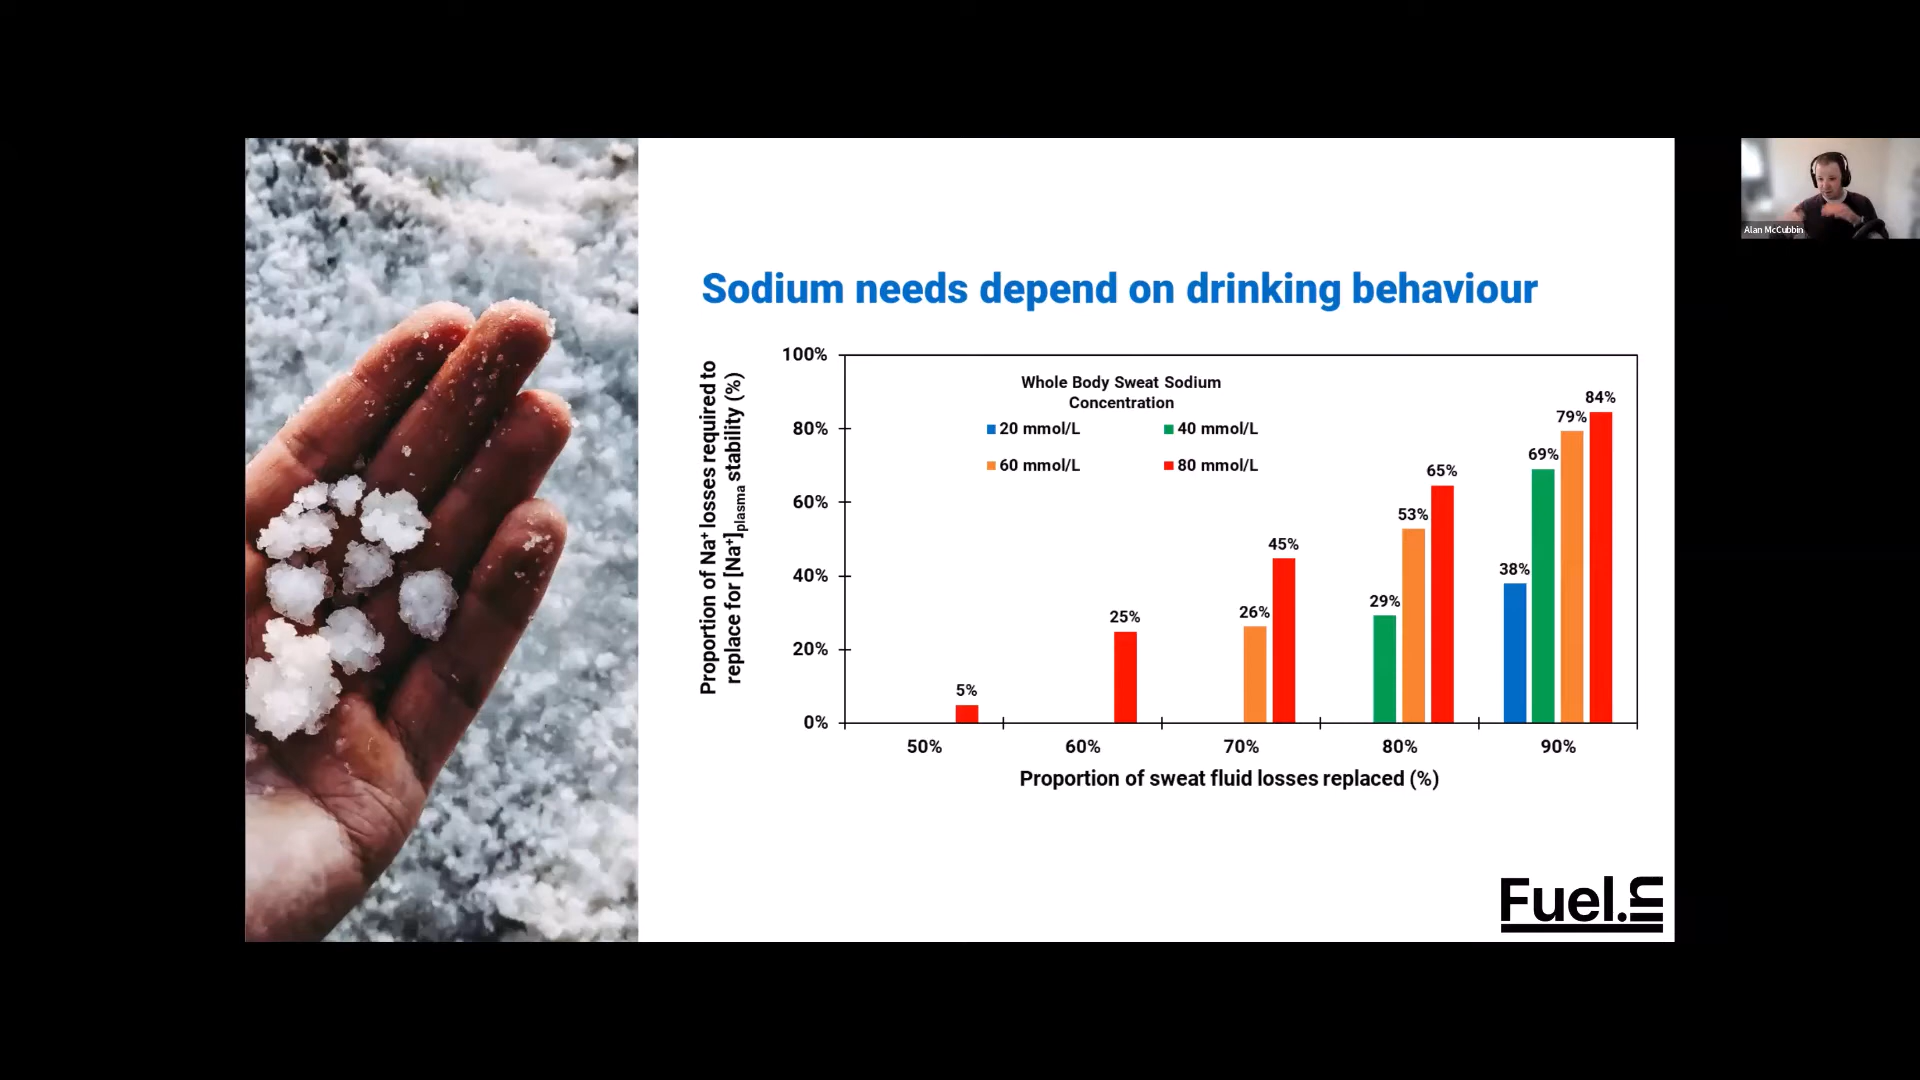 Alan McCubbin
Sodium needs depend on drinking behaviour
Proportion of Na⁺ losses required to
replace for [Na⁺]plasma stability (%)
100%
80%
60%
40%
20%
0%
Whole Body Sweat Sodium
Concentration
20 mmol/L
40 mmol/L
60 mmol/L
80 mmol/L
5%
25%
26%
45%
29%
53%
65%
38%
69%
79%
84%
50%
60%
70%
80%
90%
Proportion of sweat fluid losses replaced (%)
Fuel.in